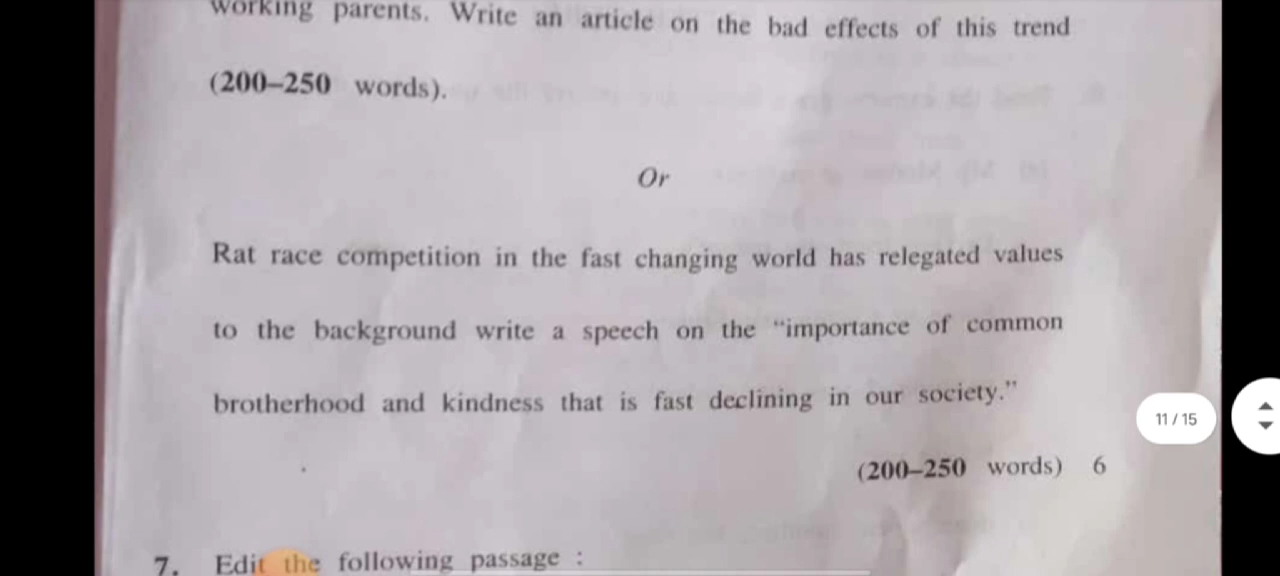 working parents. Write an article on the bad effects of this trend
(200–250 words).
Or
Rat race competition in the fast changing world has relegated values
to the background write a speech on the “importance of common
brotherhood and kindness that is fast declining in our society.”
11 / 15
(200–250 words) 6
7. Edit the following passage :